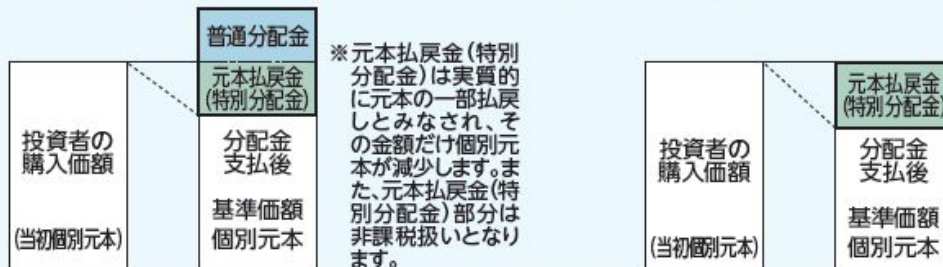 普通分配金
元本払戻金
(特別分配金)
投資者の
購入価額
(当初個別元本)
分配金
支払後
基準価額
個別元本
※元本払戻金(特別
分配金)は実質的
に元本の一部払戻
しとみなされ、そ
の金額だけ個別元
本が減少します。ま
た、元本払戻金(特
別分配金)部分は
非課税扱いとなり
ます。
投資者の
購入価額
(当初個別元本)
元本払戻金
(特別分配金)
分配金
支払後
基準価額
個別元本